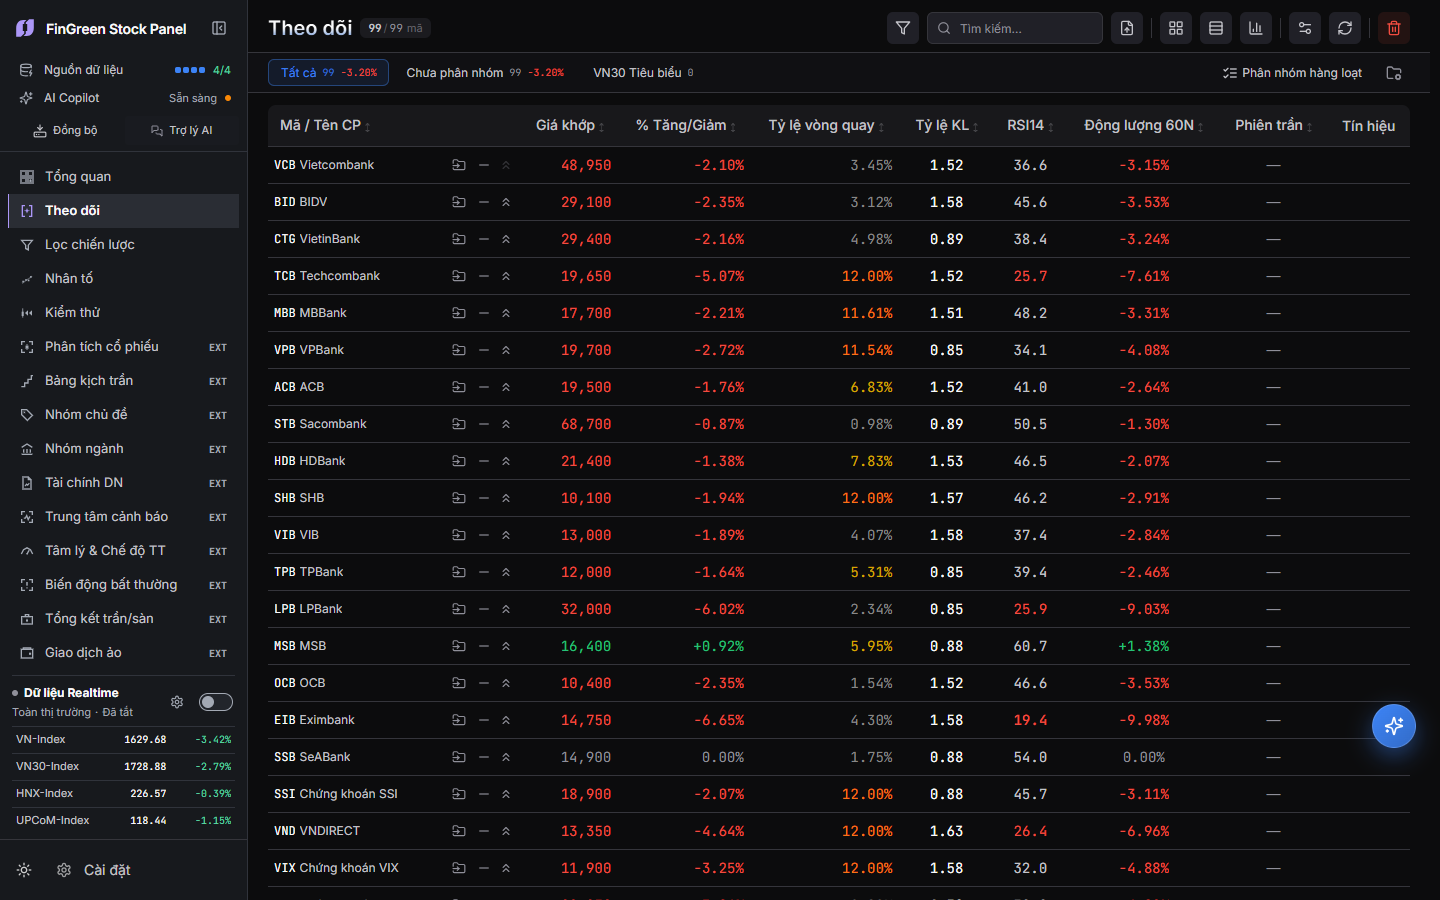 FinGreen Stock Panel
Nguồn dữ liệu 4/4
AI Copilot Sẵn sàng
Đồng bộ Trợ lý AI
Tổng quan
Theo dõi
Lọc chiến lược
Nhân tố
Kiểm thử
Phân tích cổ phiếu EXT
Bảng kịch trần EXT
Nhóm chủ đề EXT
Nhóm ngành EXT
Tài chính DN EXT
Trung tâm cảnh báo EXT
Tâm lý & Chế độ TT EXT
Biến động bất thường EXT
Tổng kết trần/sàn EXT
Giao dịch ảo EXT
Dữ liệu Realtime
Toàn thị trường · Đã tắt
VN-Index 1629.68 -3.42%
VN30-Index 1728.88 -2.79%
HNX-Index 226.57 -0.39%
UPCoM-Index 118.44 -1.15%
Cài đặt
Theo dõi 99/99 mã
Tìm kiếm...
Tất cả 99 -3.20% Chưa phân nhóm 99 -3.20% VN30 Tiêu biểu 0
Phân nhóm hàng loạt
Mã / Tên CP Giá khớp % Tăng/Giảm Tỷ lệ vòng quay Tỷ lệ KL RSI14 Động lượng 60N Phiên trần Tín hiệu
VCB Vietcombank 48,950 -2.10% 3.45% 1.52 36.6 -3.15% —
BID BIDV 29,100 -2.35% 3.12% 1.58 45.6 -3.53% —
CTG VietinBank 29,400 -2.16% 4.98% 0.89 38.4 -3.24% —
TCB Techcombank 19,650 -5.07% 12.00% 1.52 25.7 -7.61% —
MBB MBBank 17,700 -2.21% 11.61% 1.51 48.2 -3.31% —
VPB VPBank 19,700 -2.72% 11.54% 0.85 34.1 -4.08% —
ACB ACB 19,500 -1.76% 6.83% 1.52 41.0 -2.64% —
STB Sacombank 68,700 -0.87% 0.98% 0.89 50.5 -1.30% —
HDB HDBank 21,400 -1.38% 7.83% 1.53 46.5 -2.07% —
SHB SHB 10,100 -1.94% 12.00% 1.57 46.2 -2.91% —
VIB VIB 13,000 -1.89% 4.07% 1.58 37.4 -2.84% —
TPB TPBank 12,000 -1.64% 5.31% 0.85 39.4 -2.46% —
LPB LPBank 32,000 -6.02% 2.34% 0.85 25.9 -9.03% —
MSB MSB 16,400 +0.92% 5.95% 0.88 60.7 +1.38% —
OCB OCB 10,400 -2.35% 1.54% 1.52 46.6 -3.53% —
EIB Eximbank 14,750 -6.65% 4.30% 1.58 19.4 -9.98% —
SSB SeABank 14,900 0.00% 1.75% 0.88 54.0 0.00% —
SSI Chứng khoán SSI 18,900 -2.07% 12.00% 0.88 45.7 -3.11% —
VND VNDIRECT 13,350 -4.64% 12.00% 1.63 26.4 -6.96% —
VIX Chứng khoán VIX 11,900 -3.25% 12.00% 1.58 32.0 -4.88% —